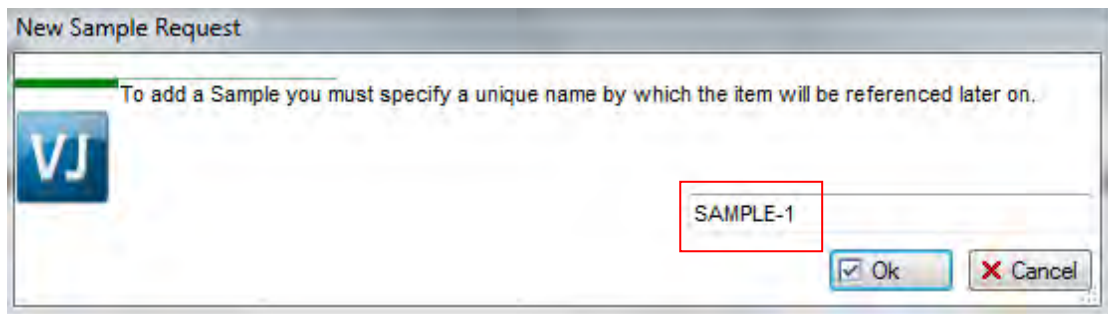 New Sample Request
To add a Sample you must specify a unique name by which the item will be referenced later on.
VJ
SAMPLE-1
Ok
Cancel